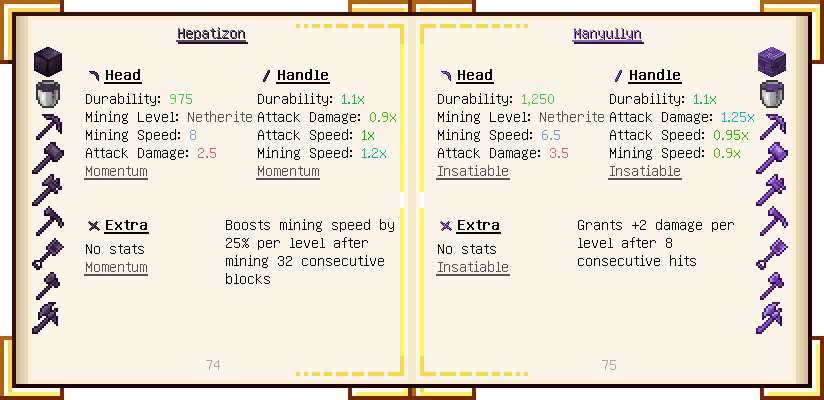 Hepatizon
Head
Durability: 975
Mining Level: Netherite
Mining Speed: 8
Attack Damage: 2.5
Momentum
Handle
Durability: 1.1x
Attack Damage: 0.9x
Attack Speed: 1x
Mining Speed: 1.2x
Momentum
Extra
No stats
Momentum
Boosts mining speed by
25% per level after
mining 32 consecutive
blocks
74
Manyullyn
Head
Durability: 1,250
Mining Level: Netherite
Mining Speed: 6.5
Attack Damage: 3.5
Insatiable
Handle
Durability: 1.1x
Attack Damage: 1.25x
Attack Speed: 0.95x
Mining Speed: 0.9x
Insatiable
Extra
No stats
Insatiable
Grants +2 damage per
level after 8
consecutive hits
75